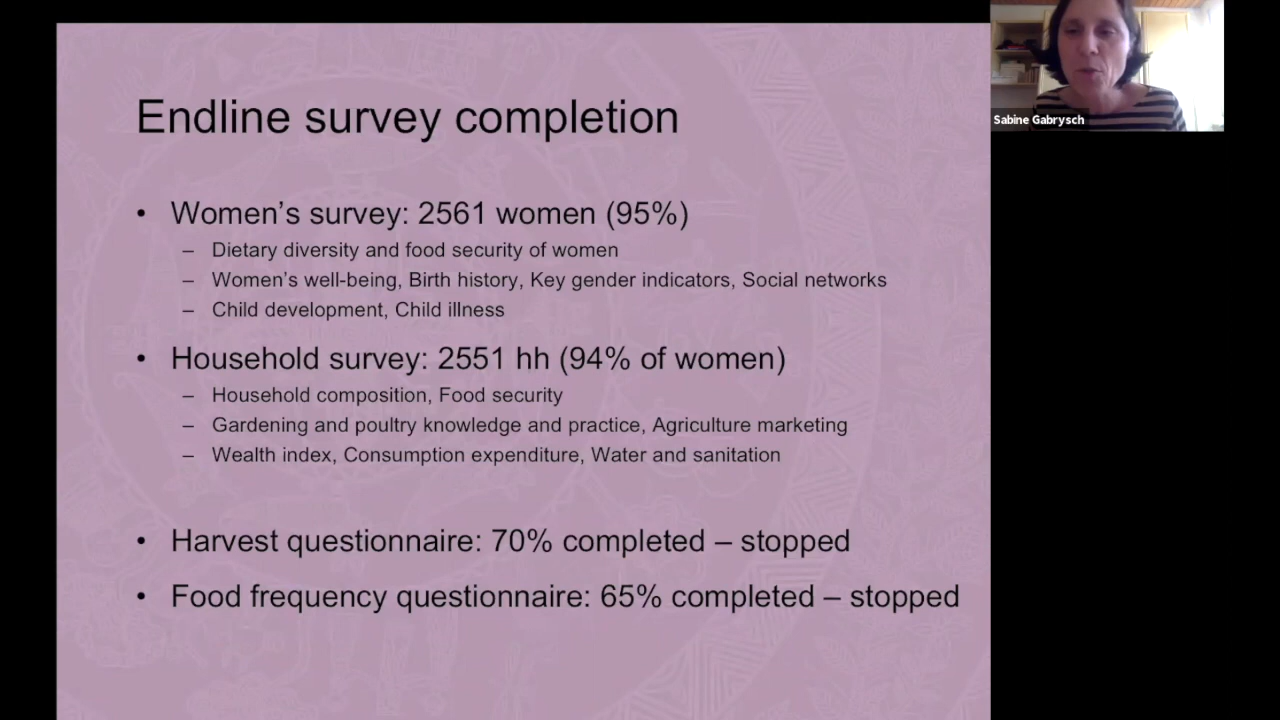 Endline survey completion
• Women’s survey: 2561 women (95%)
– Dietary diversity and food security of women
– Women’s well-being, Birth history, Key gender indicators, Social networks
– Child development, Child illness
• Household survey: 2551 hh (94% of women)
– Household composition, Food security
– Gardening and poultry knowledge and practice, Agriculture marketing
– Wealth index, Consumption expenditure, Water and sanitation
• Harvest questionnaire: 70% completed – stopped
• Food frequency questionnaire: 65% completed – stopped
Sabine Gabrysch